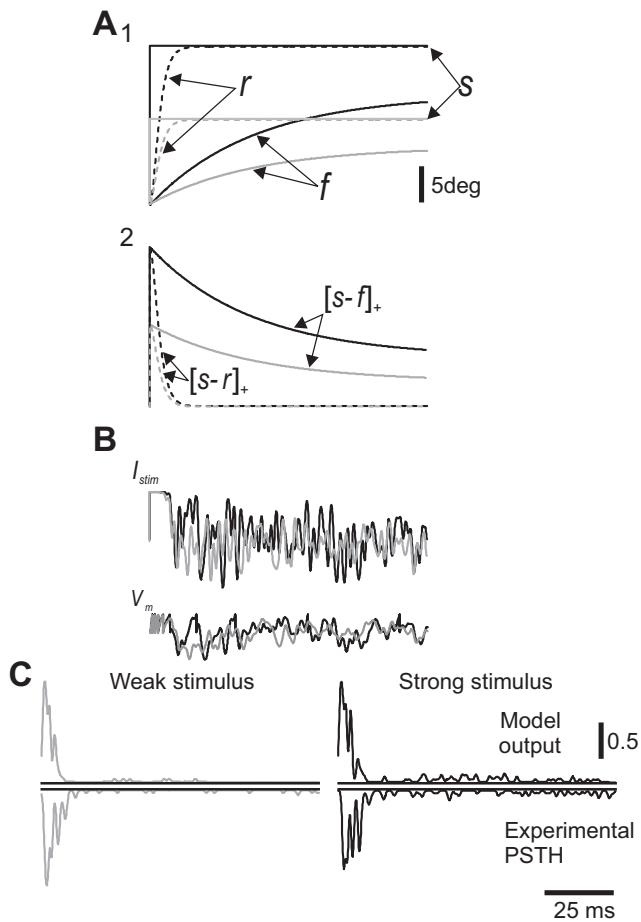 A
1
r
s
f
5deg
2
[s-f]+
[s-r]+
B
Istim
Vm
C
Weak stimulus
Strong stimulus
Model
output
0.5
Experimental
PSTH
25 ms